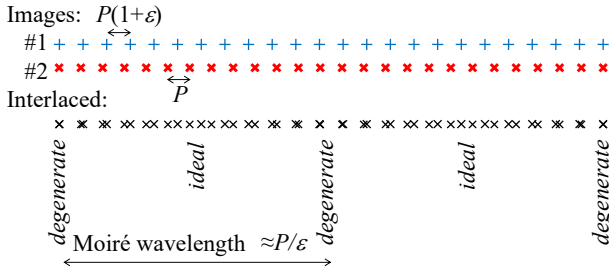 Images: P(1+ε)
#1
#2
P
Interlaced:
degenerate
ideal
degenerate
ideal
degenerate
Moiré wavelength ≈P/ε